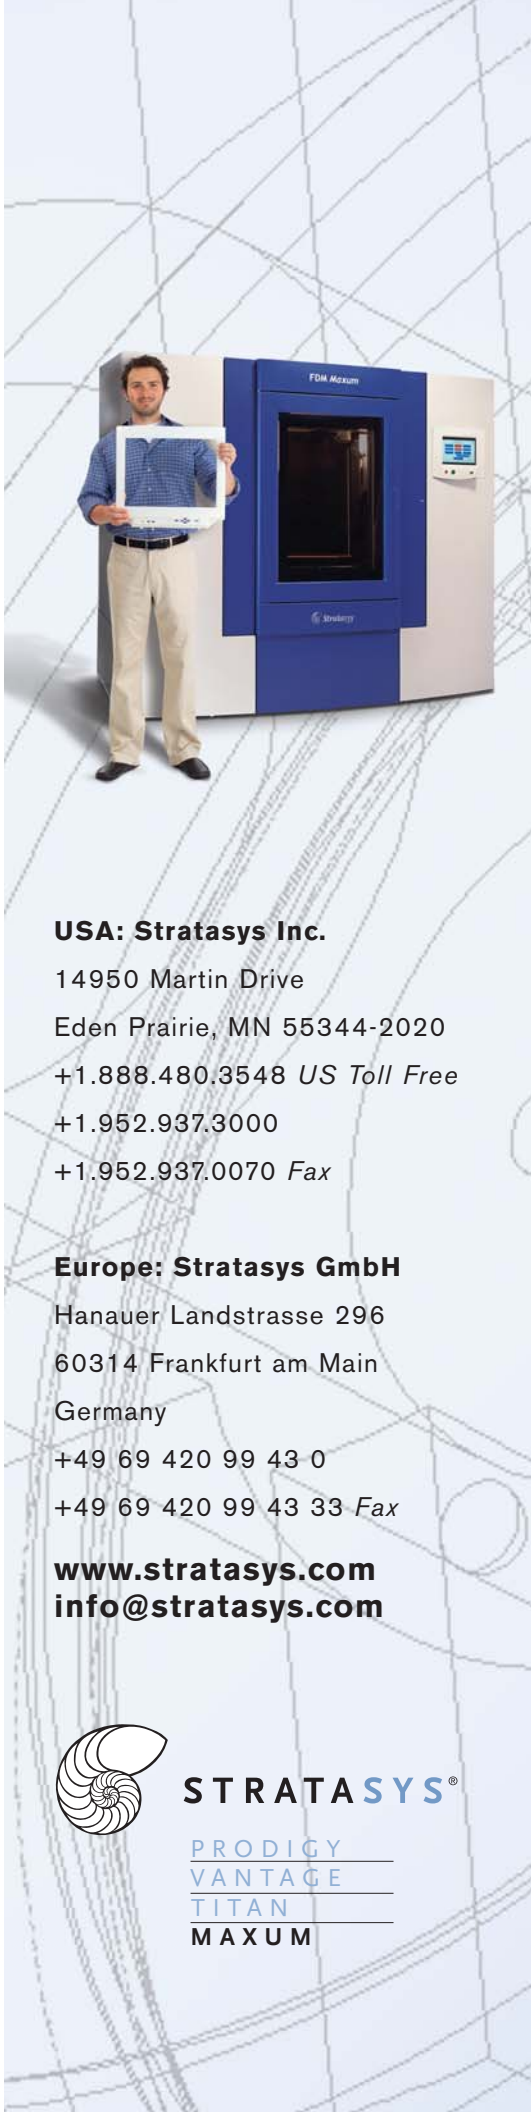 FDM Maxum
Stratasys
USA: Stratasys Inc.
14950 Martin Drive
Eden Prairie, MN 55344-2020
+1.888.480.3548 US Toll Free
+1.952.937.3000
+1.952.937.0070 Fax
Europe: Stratasys GmbH
Hanauer Landstrasse 296
60314 Frankfurt am Main
Germany
+49 69 420 99 43 0
+49 69 420 99 43 33 Fax
www.stratasys.com
info@stratasys.com
STRATASYS®
PRODIGY
VANTAGE
TITAN
MAXUM